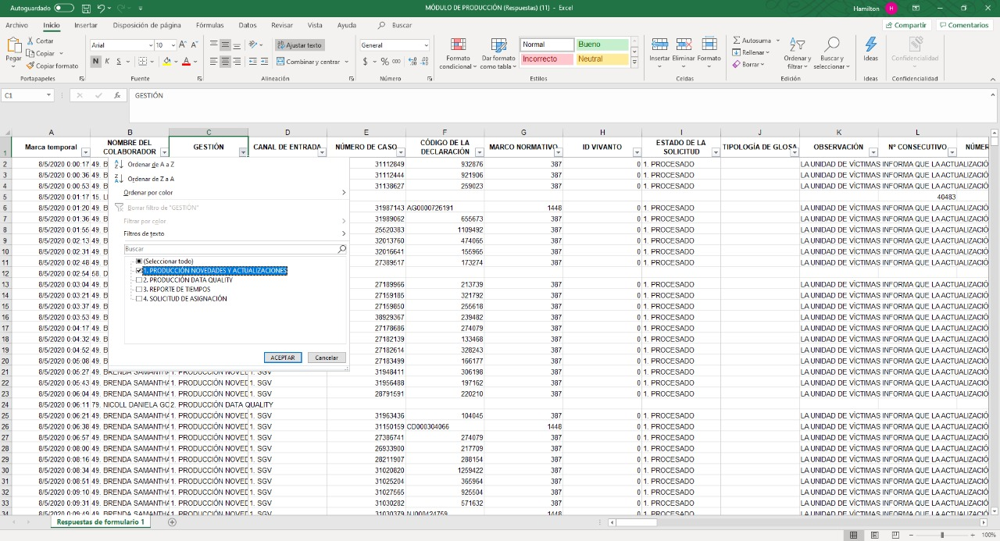 Autoguardado
MÓDULO DE PRODUCCIÓN (Respuestas) (11) - Excel
Hamilton H
Archivo Inicio Insertar Disposición de página Fórmulas Datos Revisar Vista Ayuda Buscar
Compartir Comentarios
Pegar
Cortar
Copiar
Copiar formato
Portapapeles
Arial 10
N K S
Fuente
Ajustar texto
Combinar y centrar
Alineación
General
$ % 000
Número
Formato condicional
Dar formato como tabla
Normal Bueno
Incorrecto Neutral
Estilos
Insertar Eliminar Formato
Celdas
Autosuma
Rellenar
Borrar
Ordenar y filtrar
Buscar y seleccionar
Edición
Ideas
Ideas
Confidencialidad
Confidencialidad
C1 fx GESTIÓN
A B C D E F G H I J K L
1 Marca temporal NOMBRE DEL COLABORADOR GESTIÓN CANAL DE ENTRADA NÚMERO DE CASO CÓDIGO DE LA DECLARACIÓN MARCO NORMATIVO ID VIVANTO ESTADO DE LA SOLICITUD TIPOLOGÍA DE GLOSA OBSERVACIÓN Nº CONSECUTIVO NÚMER
2 8/5/2020 0:00:17 49. B 31112849 932876 387 0 1. PROCESADO LA UNIDAD DE VÍCTIMAS INFORMA QUE LA ACTUALIZACIÓ
3 8/5/2020 0:00:36 49. B 31112444 921906 387 0 1. PROCESADO LA UNIDAD DE VÍCTIMAS INFORMA QUE LA ACTUALIZACIÓ
4 8/5/2020 0:00:53 49. B 31138627 259023 387 0 1. PROCESADO LA UNIDAD DE VÍCTIMAS INFORMA QUE LA ACTUALIZACIÓ
5 8/5/2020 0:01:17 15. L 40483
6 8/5/2020 0:01:20 49. B 31987143 AG0000726191 1448 0 1. PROCESADO LA UNIDAD DE VÍCTIMAS INFORMA QUE LA ACTUALIZACIÓ
7 8/5/2020 0:01:36 49. B 31989062 655673 387 0 1. PROCESADO LA UNIDAD DE VÍCTIMAS INFORMA QUE LA ACTUALIZACIÓ
8 8/5/2020 0:01:55 49. B 25520383 1109492 387 0 1. PROCESADO LA UNIDAD DE VÍCTIMAS INFORMA QUE LA ACTUALIZACIÓ
9 8/5/2020 0:02:13 49. B 32013760 474065 387 0 1. PROCESADO LA UNIDAD DE VÍCTIMAS INFORMA QUE LA ACTUALIZACIÓ
10 8/5/2020 0:02:31 49. B 32016641 155965 387 0 1. PROCESADO LA UNIDAD DE VÍCTIMAS INFORMA QUE LA ACTUALIZACIÓ
11 8/5/2020 0:02:48 49. B 27389517 173274 387 0 1. PROCESADO LA UNIDAD DE VÍCTIMAS INFORMA QUE LA ACTUALIZACIÓ
12 8/5/2020 0:02:54 58. D
13 8/5/2020 0:03:04 49. B 27189966 213739 387 0 1. PROCESADO LA UNIDAD DE VÍCTIMAS INFORMA QUE LA ACTUALIZACIÓ
14 8/5/2020 0:03:21 49. B 27159185 321792 387 0 1. PROCESADO LA UNIDAD DE VÍCTIMAS INFORMA QUE LA ACTUALIZACIÓ
15 8/5/2020 0:03:37 49. B 27159850 255618 387 0 1. PROCESADO LA UNIDAD DE VÍCTIMAS INFORMA QUE LA ACTUALIZACIÓ
16 8/5/2020 0:03:53 49. B 38929367 239482 387 0 1. PROCESADO LA UNIDAD DE VÍCTIMAS INFORMA QUE LA ACTUALIZACIÓ
17 8/5/2020 0:04:17 49. B 27178686 274079 387 0 1. PROCESADO LA UNIDAD DE VÍCTIMAS INFORMA QUE LA ACTUALIZACIÓ
18 8/5/2020 0:04:32 49. B 27182139 133468 387 0 1. PROCESADO LA UNIDAD DE VÍCTIMAS INFORMA QUE LA ACTUALIZACIÓ
19 8/5/2020 0:04:52 49. B 27182614 328243 387 0 1. PROCESADO LA UNIDAD DE VÍCTIMAS INFORMA QUE LA ACTUALIZACIÓ
20 8/5/2020 0:05:08 49. B 27183499 166177 387 0 1. PROCESADO LA UNIDAD DE VÍCTIMAS INFORMA QUE LA ACTUALIZACIÓ
21 8/5/2020 0:05:27 49. BRENDA SAMANTHA 1. PRODUCCIÓN NOVED 1. SGV 31948411 306198 387 0 1. PROCESADO LA UNIDAD DE VÍCTIMAS INFORMA QUE LA ACTUALIZACIÓ
22 8/5/2020 0:05:43 49. BRENDA SAMANTHA 1. PRODUCCIÓN NOVED 1. SGV 31956488 197162 387 0 1. PROCESADO LA UNIDAD DE VÍCTIMAS INFORMA QUE LA ACTUALIZACIÓ
23 8/5/2020 0:06:04 49. BRENDA SAMANTHA 1. PRODUCCIÓN NOVED 1. SGV 28791591 220210 387 0 1. PROCESADO LA UNIDAD DE VÍCTIMAS INFORMA QUE LA ACTUALIZACIÓ
24 8/5/2020 0:06:11 79. NICOLL DANIELA GC 2. PRODUCCIÓN DATA QUALITY
25 8/5/2020 0:06:21 49. BRENDA SAMANTHA 1. PRODUCCIÓN NOVED 1. SGV 31963436 104045 387 0 1. PROCESADO LA UNIDAD DE VÍCTIMAS INFORMA QUE LA ACTUALIZACIÓ
26 8/5/2020 0:06:38 49. BRENDA SAMANTHA 1. PRODUCCIÓN NOVED 1. SGV 31150159 CD000304066 1448 0 1. PROCESADO LA UNIDAD DE VÍCTIMAS INFORMA QUE LA ACTUALIZACIÓ
27 8/5/2020 0:06:57 49. BRENDA SAMANTHA 1. PRODUCCIÓN NOVED 1. SGV 27386741 274079 387 0 1. PROCESADO LA UNIDAD DE VÍCTIMAS INFORMA QUE LA ACTUALIZACIÓ
28 8/5/2020 0:08:00 49. BRENDA SAMANTHA 1. PRODUCCIÓN NOVED 1. SGV 26933900 217709 387 0 1. PROCESADO LA UNIDAD DE VÍCTIMAS INFORMA QUE LA ACTUALIZACIÓ
29 8/5/2020 0:08:16 49. BRENDA SAMANTHA 1. PRODUCCIÓN NOVED 1. SGV 28211907 288154 387 0 1. PROCESADO LA UNIDAD DE VÍCTIMAS INFORMA QUE LA ACTUALIZACIÓ
30 8/5/2020 0:08:34 49. BRENDA SAMANTHA 1. PRODUCCIÓN NOVED 1. SGV 31020820 1259422 387 0 1. PROCESADO LA UNIDAD DE VÍCTIMAS INFORMA QUE LA ACTUALIZACIÓ
31 8/5/2020 0:08:51 49. BRENDA SAMANTHA 1. PRODUCCIÓN NOVED 1. SGV 31025204 365964 387 0 1. PROCESADO LA UNIDAD DE VÍCTIMAS INFORMA QUE LA ACTUALIZACIÓ
32 8/5/2020 0:09:10 49. BRENDA SAMANTHA 1. PRODUCCIÓN NOVED 1. SGV 31027565 925504 387 0 1. PROCESADO LA UNIDAD DE VÍCTIMAS INFORMA QUE LA ACTUALIZACIÓ
33 8/5/2020 0:09:31 49. BRENDA SAMANTHA 1. PRODUCCIÓN NOVED 1. SGV 31030282 571632 387 0 1. PROCESADO LA UNIDAD DE VÍCTIMAS INFORMA QUE LA ACTUALIZACIÓ
34 8/5/2020 0:09:49 49. BRENDA SAMANTHA 1. PRODUCCIÓN NOVED 1. SGV 31030379 NJ000424759 1448 0 1. PROCESADO LA UNIDAD DE VÍCTIMAS INFORMA QUE LA ACTUALIZACIÓ
Ordenar de A a Z
Ordenar de Z a A
Ordenar por color
Borrar filtro de "GESTIÓN"
Filtrar por color
Filtros de texto
Buscar
(Seleccionar todo)
1. PRODUCCIÓN NOVEDADES Y ACTUALIZACIONES
2. PRODUCCIÓN DATA QUALITY
3. REPORTE DE TIEMPOS
4. SOLICITUD DE ASIGNACIÓN
ACEPTAR Cancelar
Respuestas de formulario 1
100%